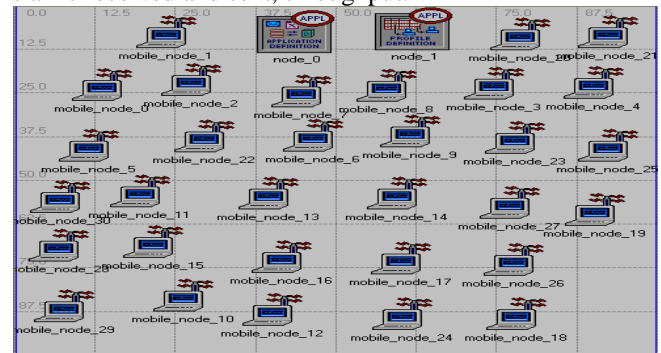 0.0 12.5 25.0 37.5 50.0 75.0 87.5
APPL APPL
APPLICATION DEFINITION PROFILE DEFINITION
12.5
mobile_node_1 node_0 node_1 mobile_node_21
25.0
mobile_node_0 mobile_node_2 mobile_node_7 mobile_node_8 mobile_node_3 mobile_node_4
37.5
mobile_node_5 mobile_node_22 mobile_node_6 mobile_node_9 mobile_node_23 mobile_node_25
50.0
mobile_node_30 mobile_node_11 mobile_node_13 mobile_node_14 mobile_node_27 mobile_node_19
mobile_node_15 mobile_node_16 mobile_node_17 mobile_node_26
87.5
mobile_node_29 mobile_node_10 mobile_node_12 mobile_node_24 mobile_node_18